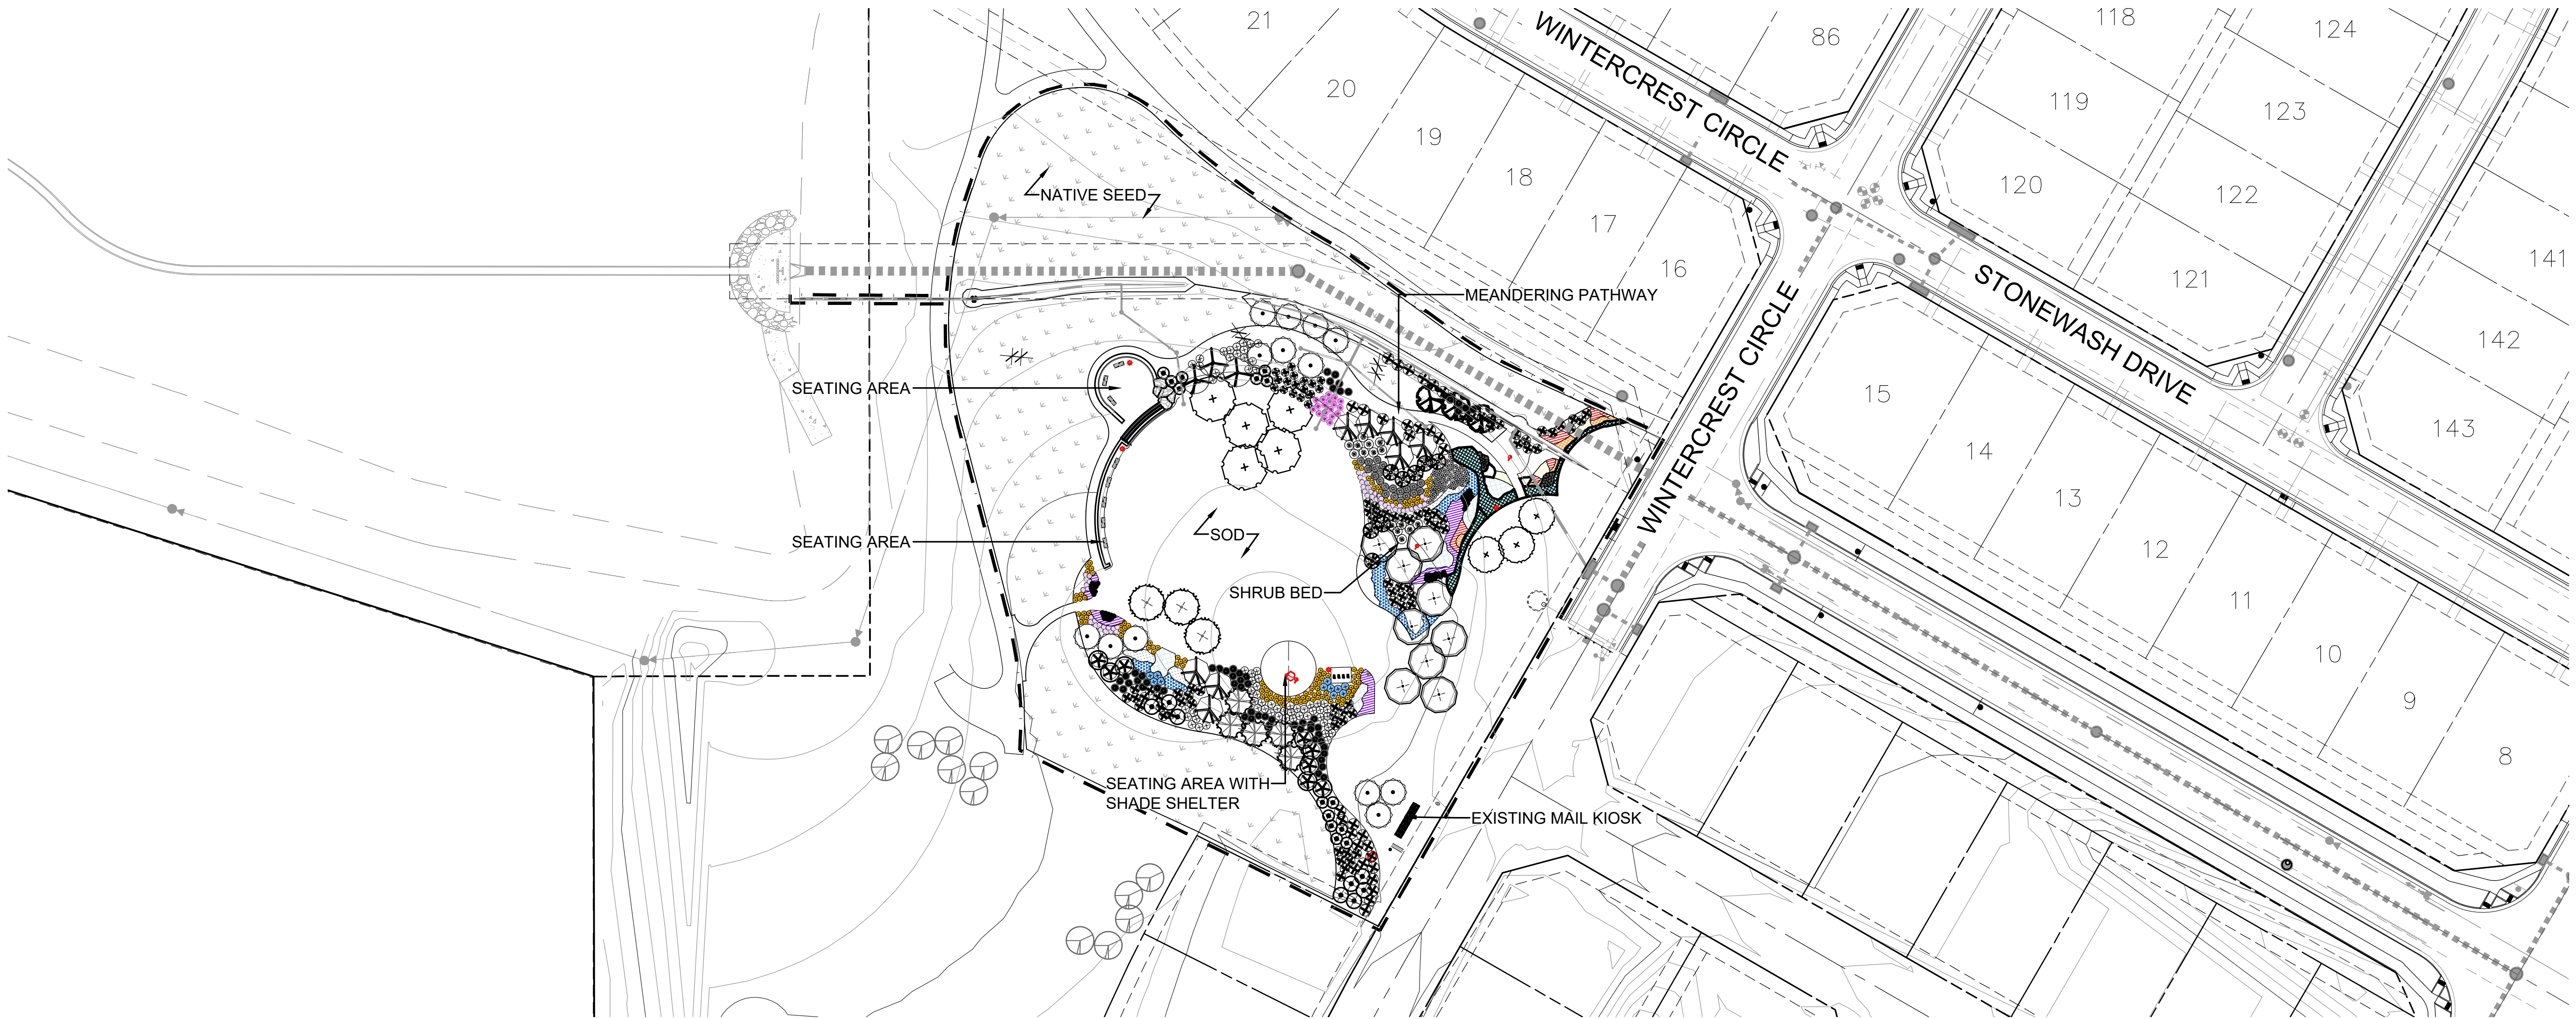 21
20
19
18
17
16
86
118
124
119
123
120
122
121
141
142
143
WINTERCREST CIRCLE
STONEWASH DRIVE
WINTERCREST CIRCLE
NATIVE SEED
MEANDERING PATHWAY
SEATING AREA
SEATING AREA
SOD
SHRUB BED
SEATING AREA WITH
SHADE SHELTER
EXISTING MAIL KIOSK
15
14
13
12
11
10
9
8